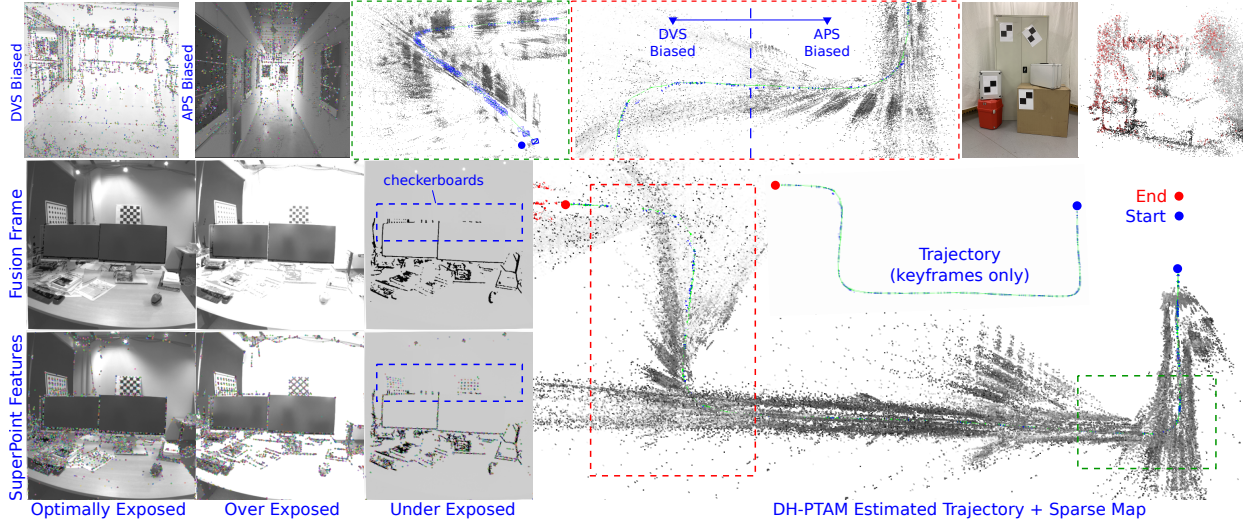 DVS Biased
APS Biased
DVS
Biased
APS
Biased
Fusion Frame
checkerboards
End
Start
Trajectory
(keyframes only)
SuperPoint Features
Optimally Exposed
Over Exposed
Under Exposed
DH-PTAM Estimated Trajectory + Sparse Map